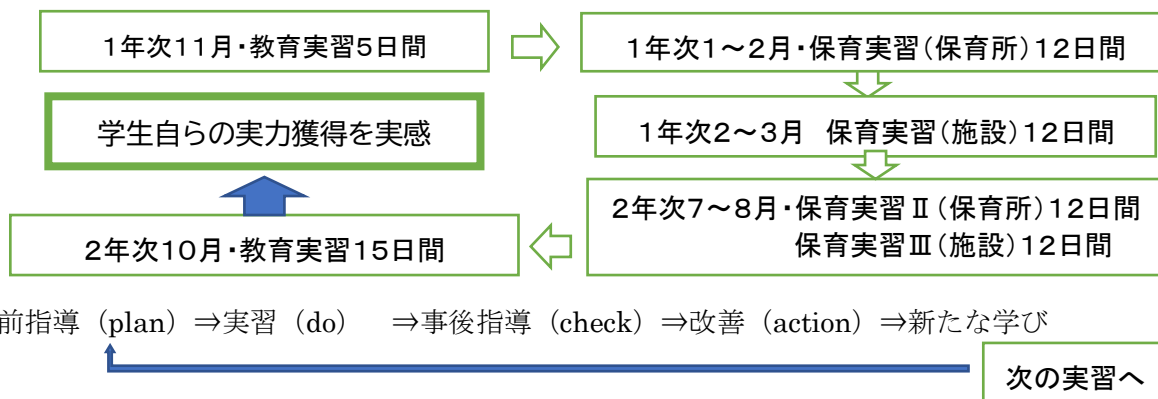 1年次11月・教育実習5日間
1年次1～2月・保育実習（保育所）12日間
学生自らの実力獲得を実感
1年次2～3月　保育実習（施設）12日間
2年次7～8月・保育実習Ⅱ（保育所）12日間
保育実習Ⅲ（施設）12日間
2年次10月・教育実習15日間
前指導（plan）⇒実習（do）　⇒事後指導（check）⇒改善（action）⇒新たな学び
次の実習へ